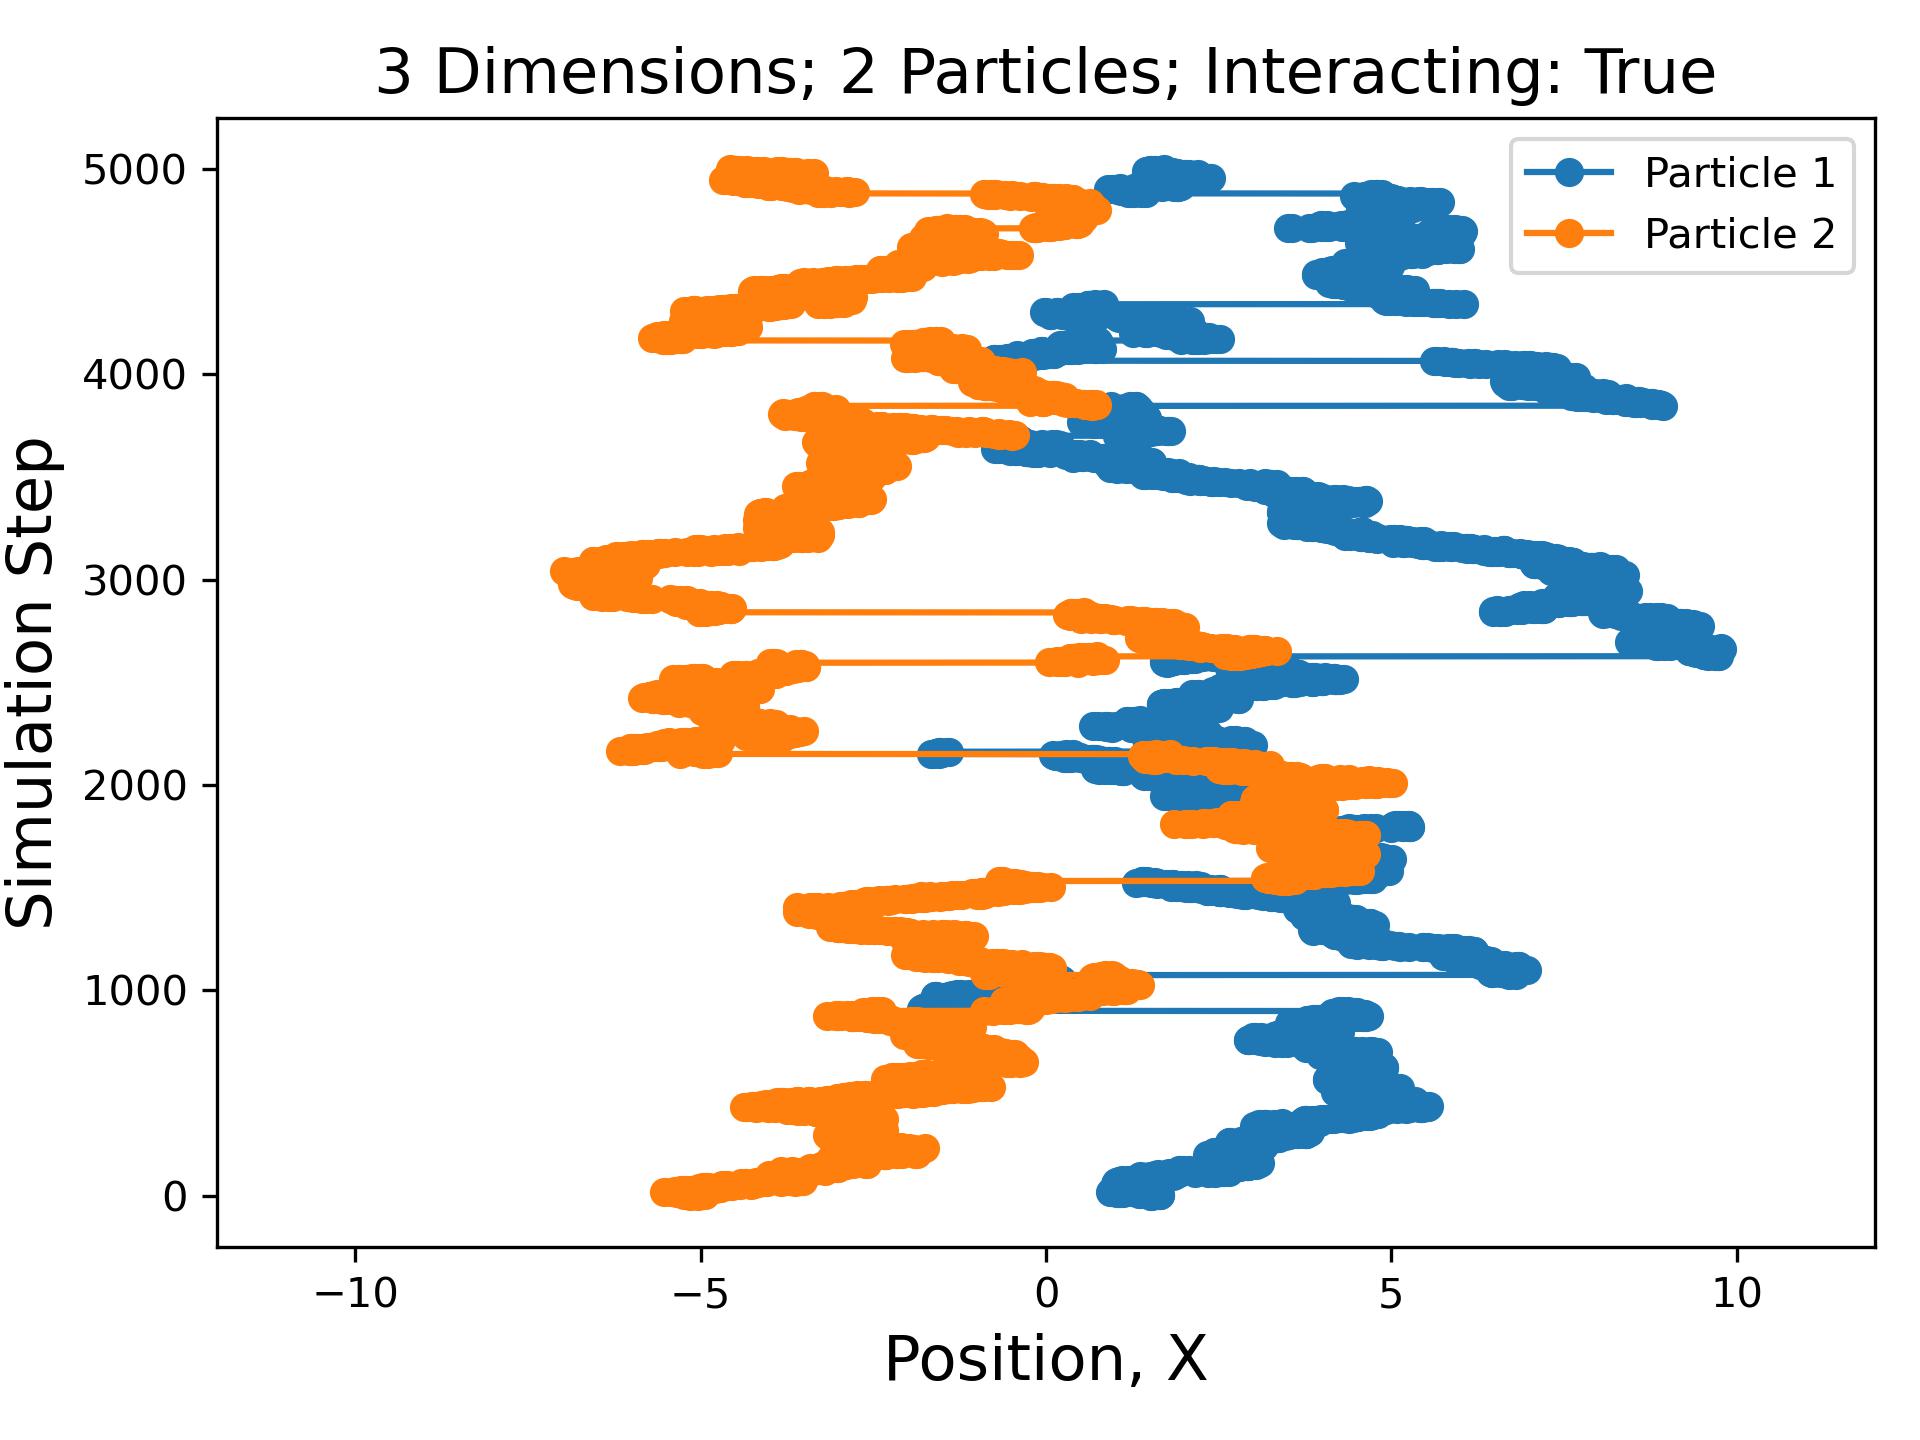 3 Dimensions; 2 Particles; Interacting: True
Particle 1
Particle 2
Simulation Step
5000
4000
3000
2000
1000
0
−10
−5
0
5
10
Position, X